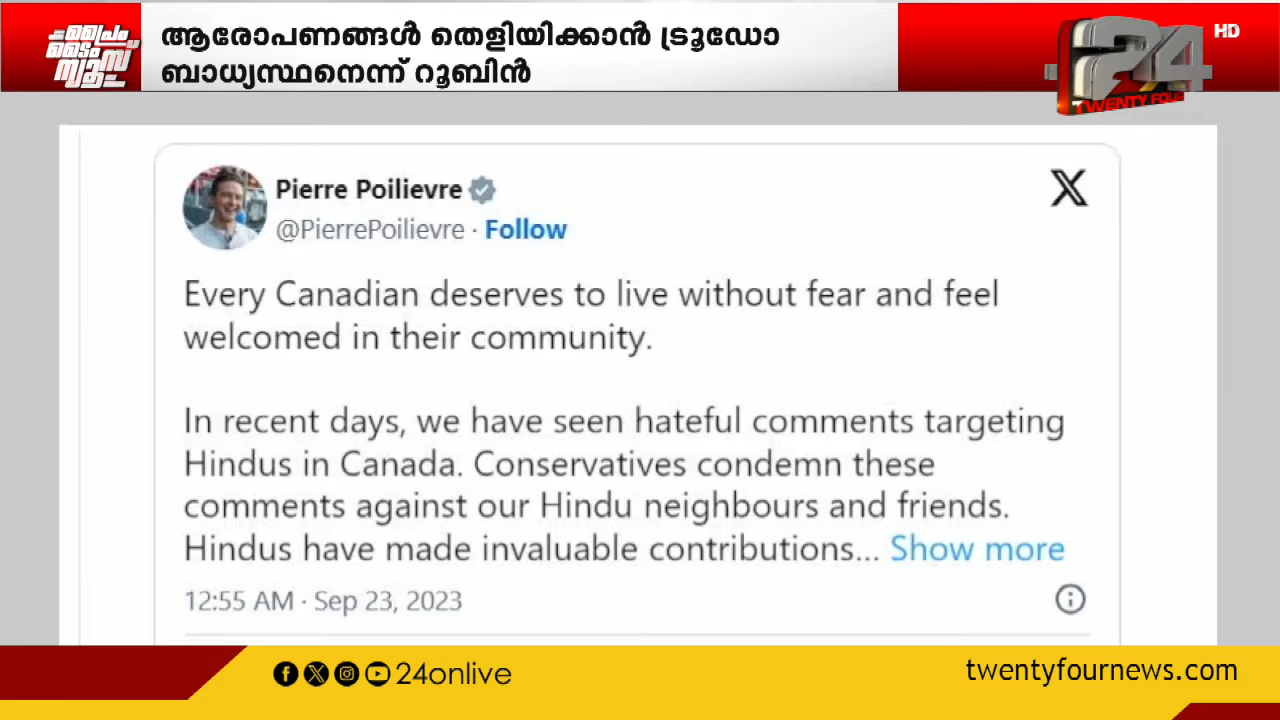 പ്രൈം
ടൈം
ന്യൂസ്
ആരോപണങ്ങൾ തെളിയിക്കാൻ ട്രൂഡോ
ബാധ്യസ്ഥനെന്ന് റൂബിൻ
24
TWENTY FOUR
HD
Pierre Poilievre
@PierrePoilievre · Follow
Every Canadian deserves to live without fear and feel
welcomed in their community.
In recent days, we have seen hateful comments targeting
Hindus in Canada. Conservatives condemn these
comments against our Hindu neighbours and friends.
Hindus have made invaluable contributions... Show more
12:55 AM · Sep 23, 2023
24onlive
twentyfournews.com